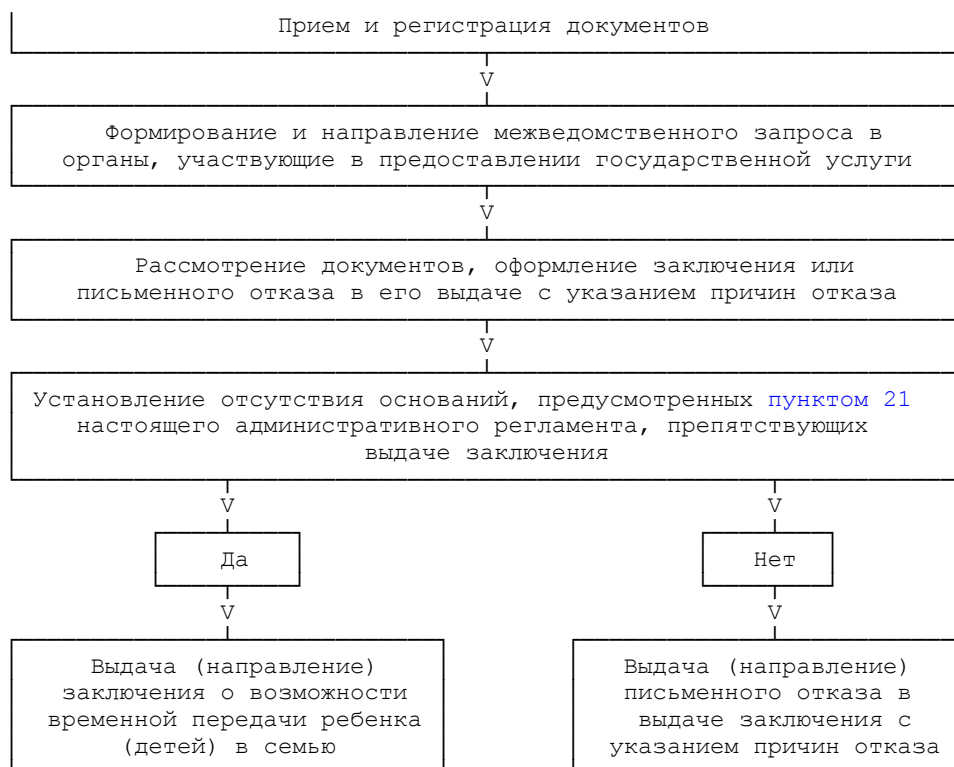 Прием и регистрация документов
V
Формирование и направление межведомственного запроса в
органы, участвующие в предоставлении государственной услуги
V
Рассмотрение документов, оформление заключения или
письменного отказа в его выдаче с указанием причин отказа
V
Установление отсутствия оснований, предусмотренных пунктом 21
настоящего административного регламента, препятствующих
выдаче заключения
V
V
Да
Нет
V
V
Выдача (направление)
заключения о возможности
временной передачи ребенка
(детей) в семью
Выдача (направление)
письменного отказа в
выдаче заключения с
указанием причин отказа